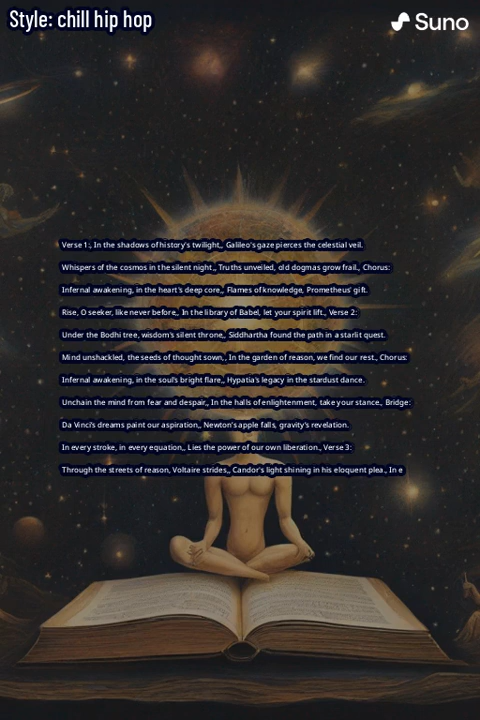 Style: chill hip hop
Suno
Verse 1:, In the shadows of history's twilight,, Galileo's gaze pierces the celestial veil.
Whispers of the cosmos in the silent night,, Truths unveiled, old dogmas grow frail., Chorus:
Infernal awakening, in the heart's deep core,, Flames of knowledge, Prometheus' gift.
Rise, O seeker, like never before,, In the library of Babel, let your spirit lift., Verse 2:
Under the Bodhi tree, wisdom's silent throne,, Siddhartha found the path in a starlit quest.
Mind unshackled, the seeds of thought sown,, In the garden of reason, we find our rest., Chorus:
Infernal awakening, in the soul's bright flare,, Hypatia's legacy in the stardust dance.
Unchain the mind from fear and despair,, In the halls of enlightenment, take your stance., Bridge:
Da Vinci's dreams paint our aspiration,, Newton's apple falls, gravity's revelation.
In every stroke, in every equation,, Lies the power of our own liberation., Verse 3:
Through the streets of reason, Voltaire strides,, Candor's light shining in his eloquent plea., In e